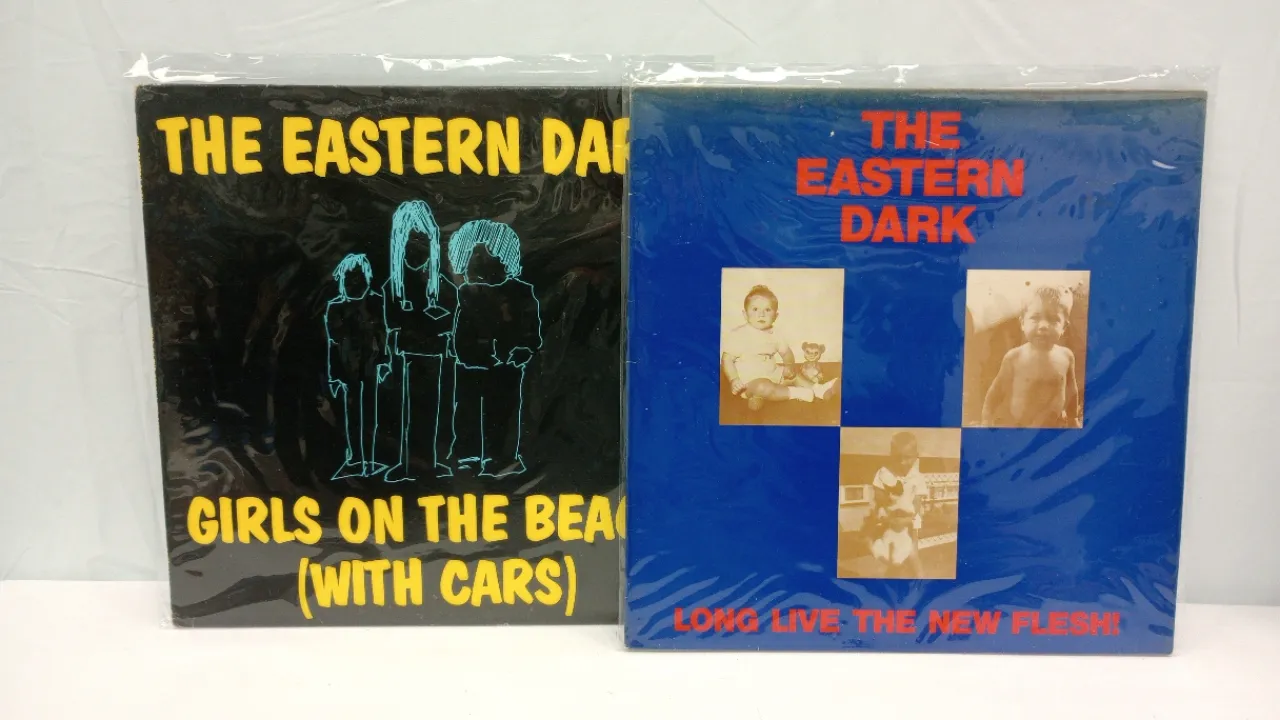 THE EASTERN DAR
GIRLS ON THE BEAC
(WITH CARS)
THE
EASTERN
DARK
LONG LIVE THE NEW FLESH!